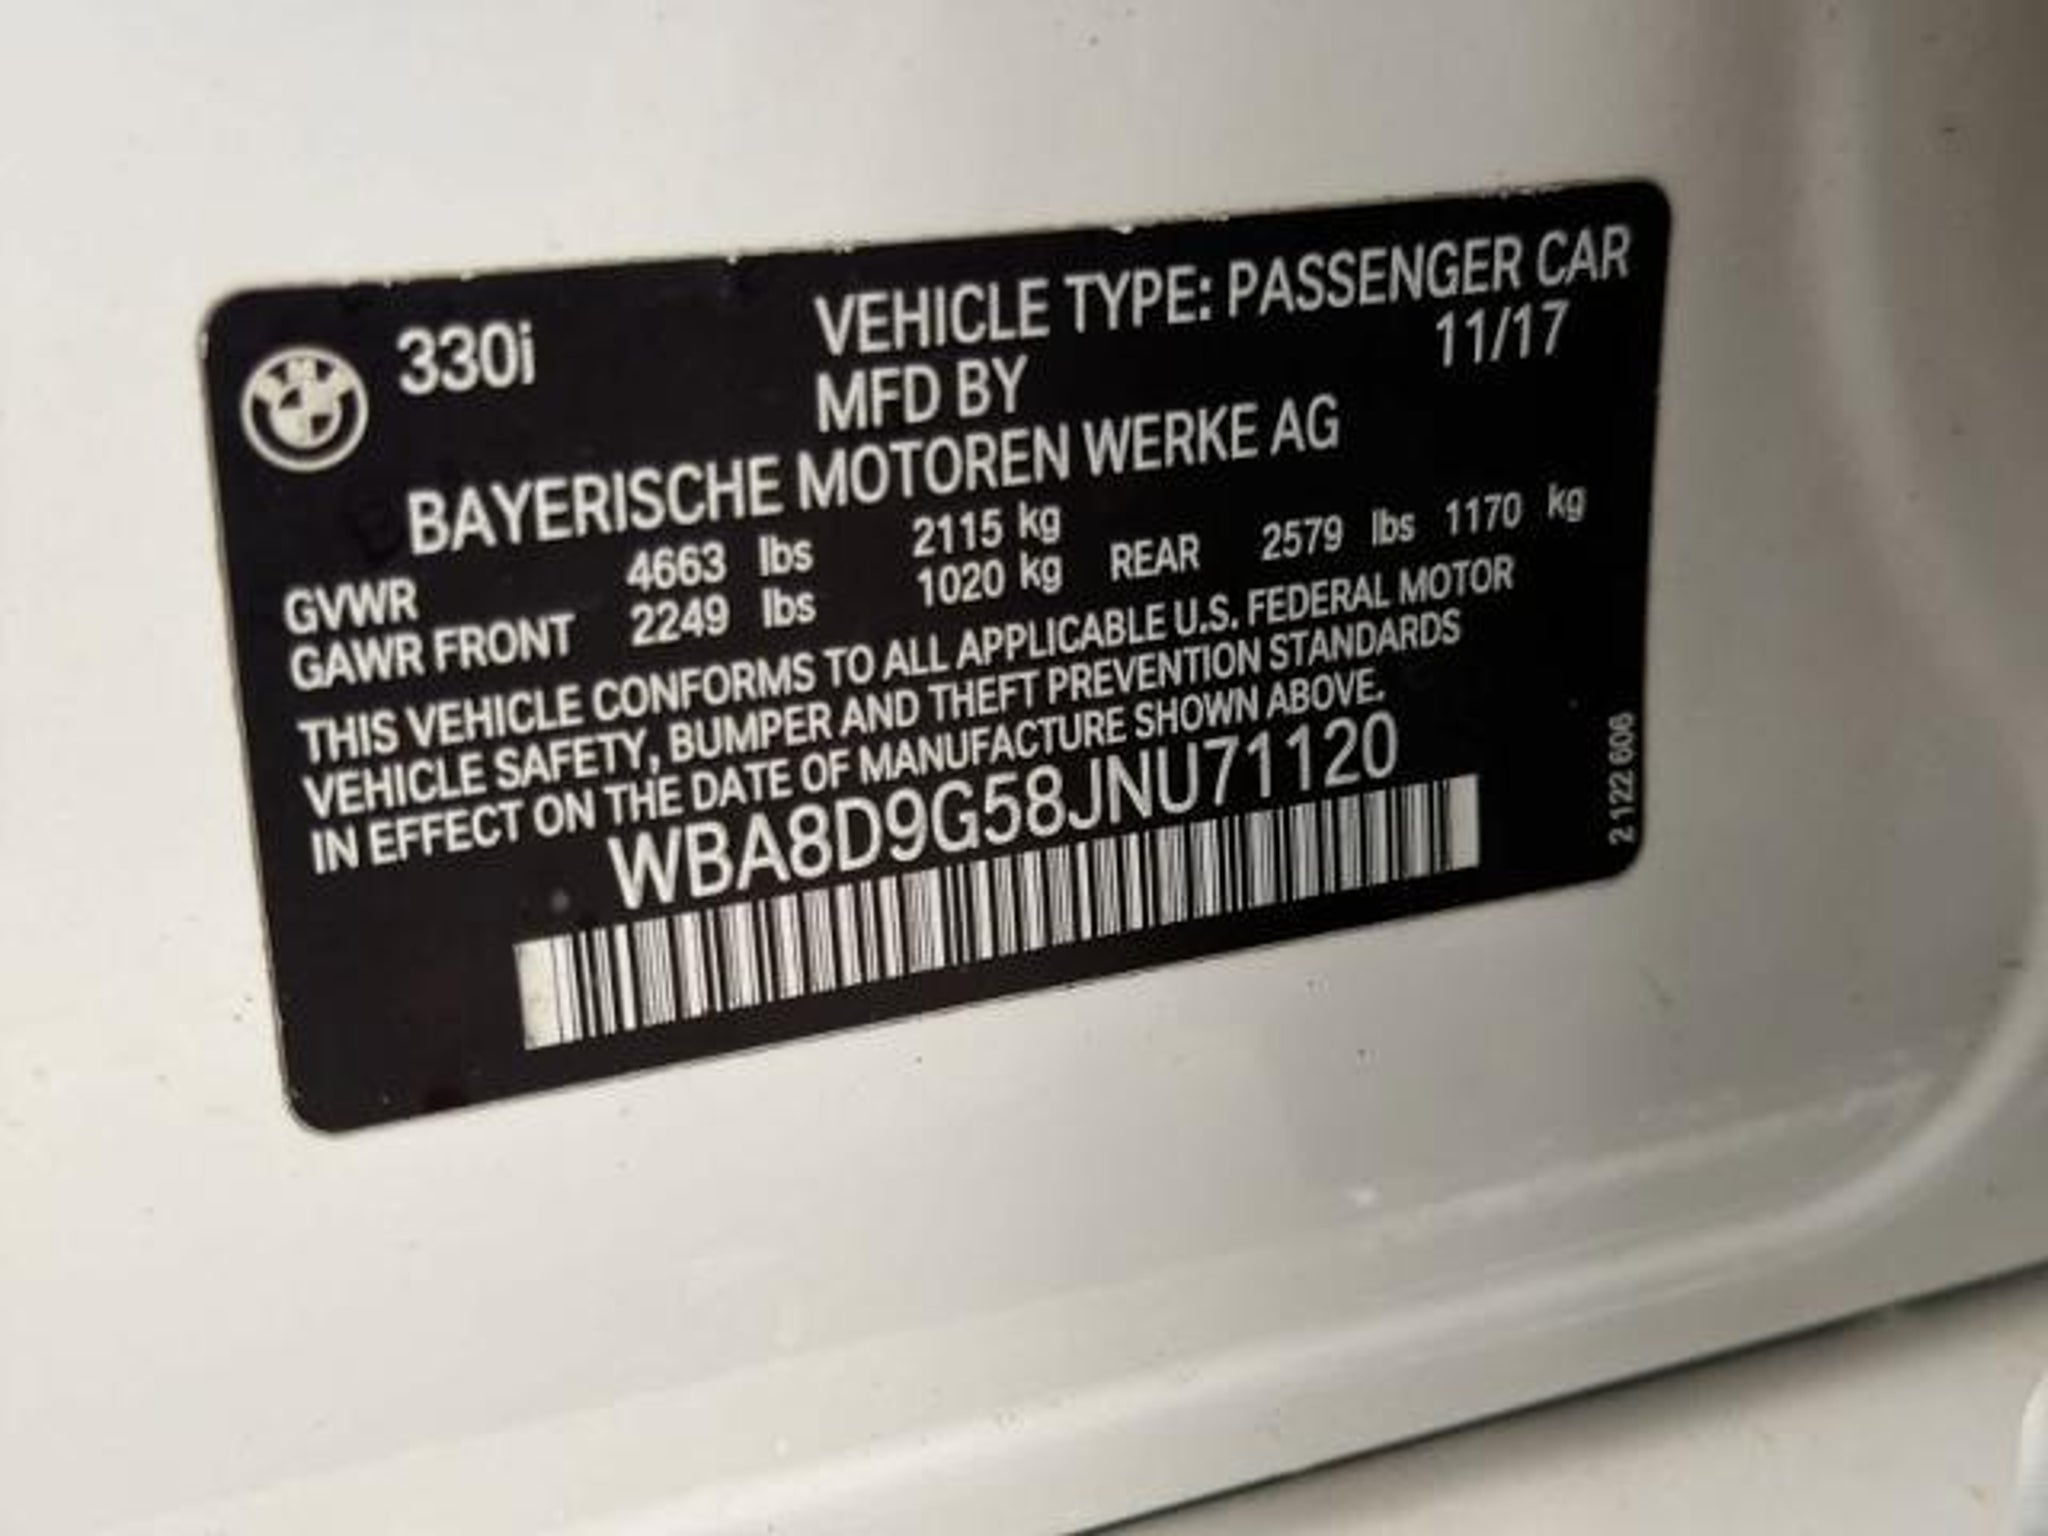 330i VEHICLE TYPE: PASSENGER CAR
MFD BY 11/17
BAYERISCHE MOTOREN WERKE AG
GVWR 4663 lbs 2115 kg
GAWR FRONT 2249 lbs 1020 kg REAR 2579 lbs 1170 kg
THIS VEHICLE CONFORMS TO ALL APPLICABLE U.S. FEDERAL MOTOR
VEHICLE SAFETY, BUMPER AND THEFT PREVENTION STANDARDS
IN EFFECT ON THE DATE OF MANUFACTURE SHOWN ABOVE.
WBA8D9G58JNU71120
2 122 606